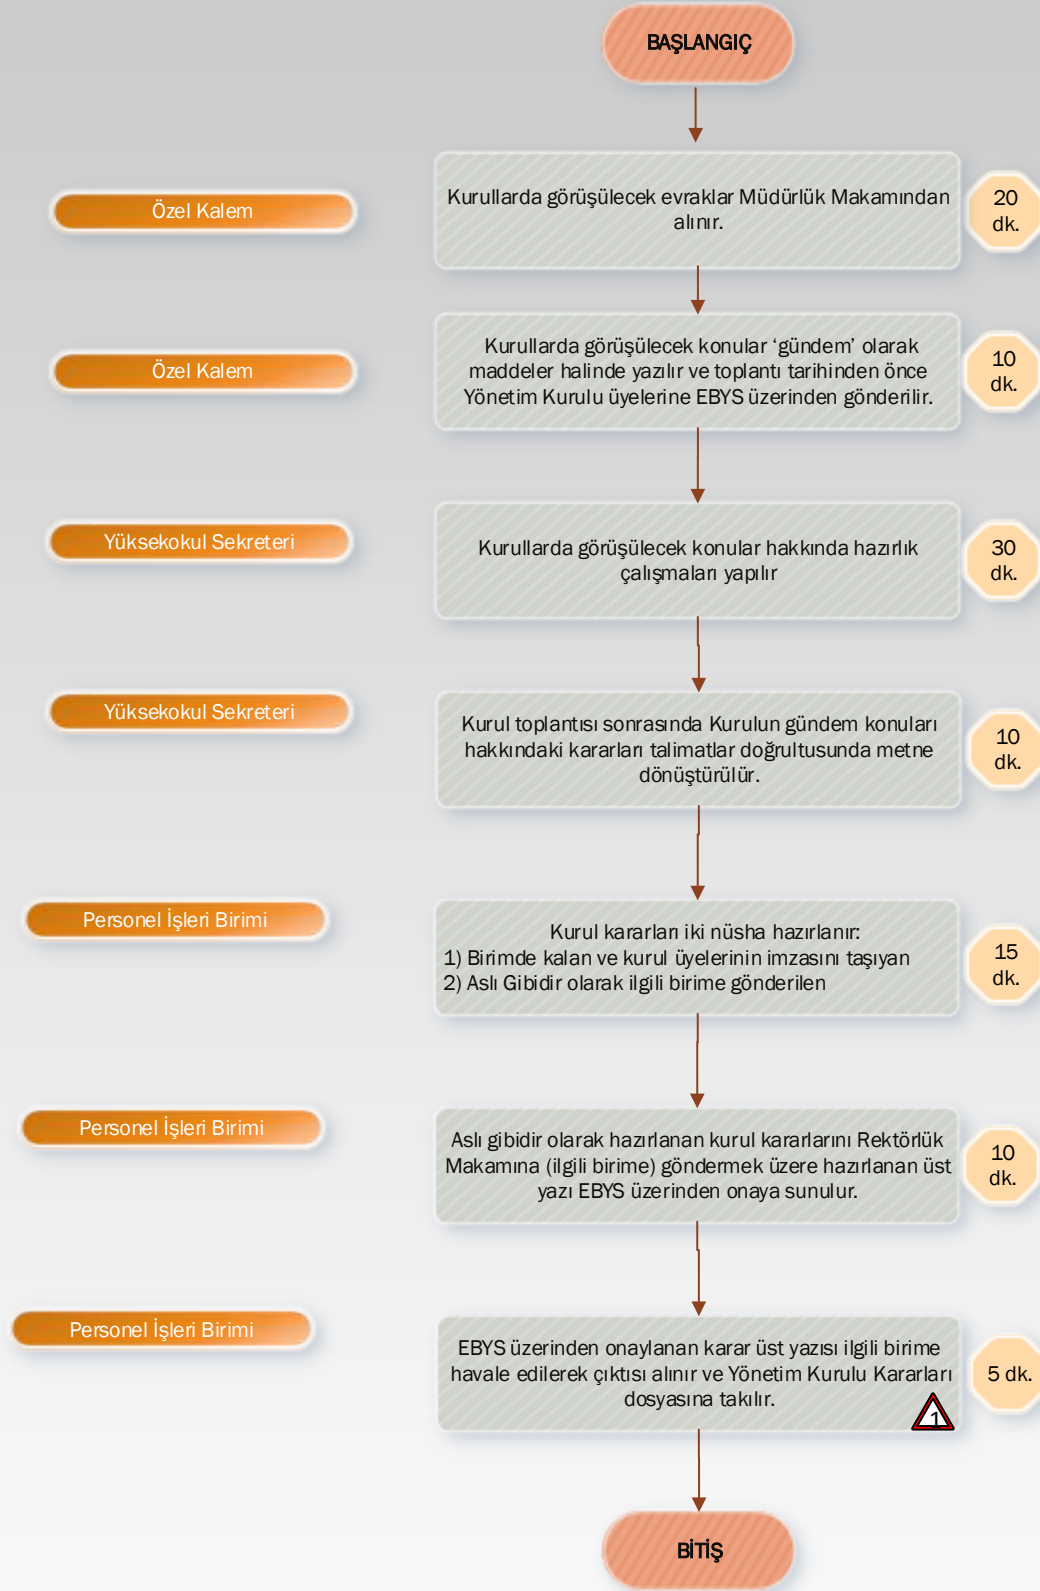 BAŞLANGIÇ
Özel Kalem
Kurullarda görüşülecek evraklar Müdürlük Makamından
alınır.
20
dk.
Özel Kalem
Kurullarda görüşülecek konular ‘gündem’ olarak
maddeler halinde yazılır ve toplantı tarihinden önce
Yönetim Kurulu üyelerine EBYS üzerinden gönderilir.
10
dk.
Yüksekokul Sekreteri
Kurullarda görüşülecek konular hakkında hazırlık
çalışmaları yapılır
30
dk.
Yüksekokul Sekreteri
Kurul toplantısı sonrasında Kurulun gündem konuları
hakkındaki kararları talimatlar doğrultusunda metne
dönüştürülür.
10
dk.
Personel İşleri Birimi
Kurul kararları iki nüsha hazırlanır:
1) Birimde kalan ve kurul üyelerinin imzasını taşıyan
2) Aslı Gibidir olarak ilgili birime gönderilen
15
dk.
Personel İşleri Birimi
Aslı gibidir olarak hazırlanan kurul kararlarını Rektörlük
Makamına (ilgili birime) göndermek üzere hazırlanan üst
yazı EBYS üzerinden onaya sunulur.
10
dk.
Personel İşleri Birimi
EBYS üzerinden onaylanan karar üst yazısı ilgili birime
havale edilerek çıktısı alınır ve Yönetim Kurulu Kararları
dosyasına takılır.
1
5 dk.
BİTİŞ